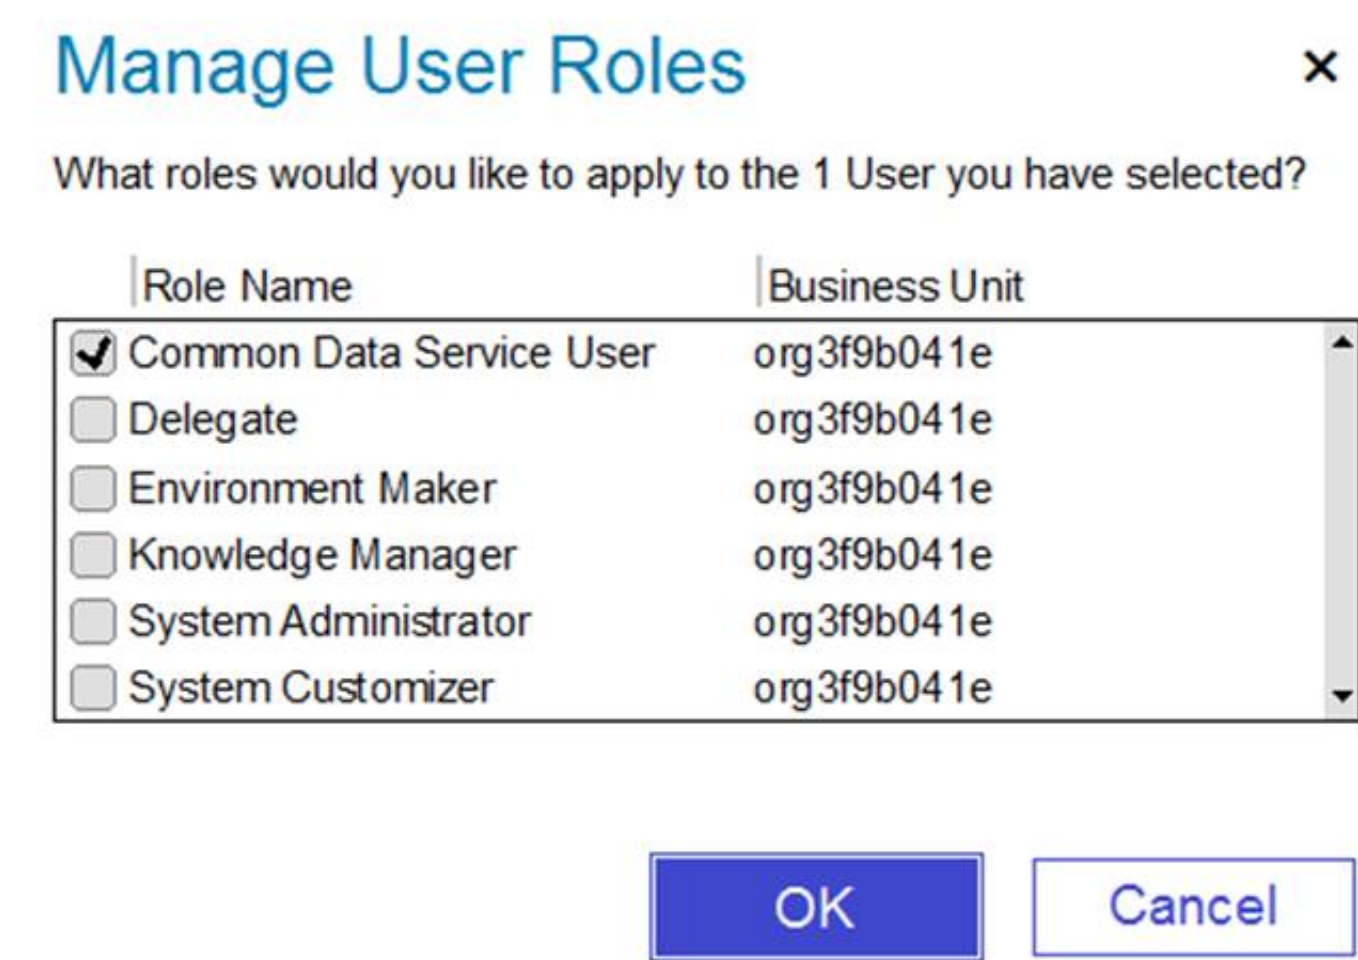 Manage User Roles
What roles would you like to apply to the 1 User you have selected?
Role Name Business Unit
Common Data Service User org3f9b041e
Delegate org3f9b041e
Environment Maker org3f9b041e
Knowledge Manager org3f9b041e
System Administrator org3f9b041e
System Customizer org3f9b041e
OK Cancel